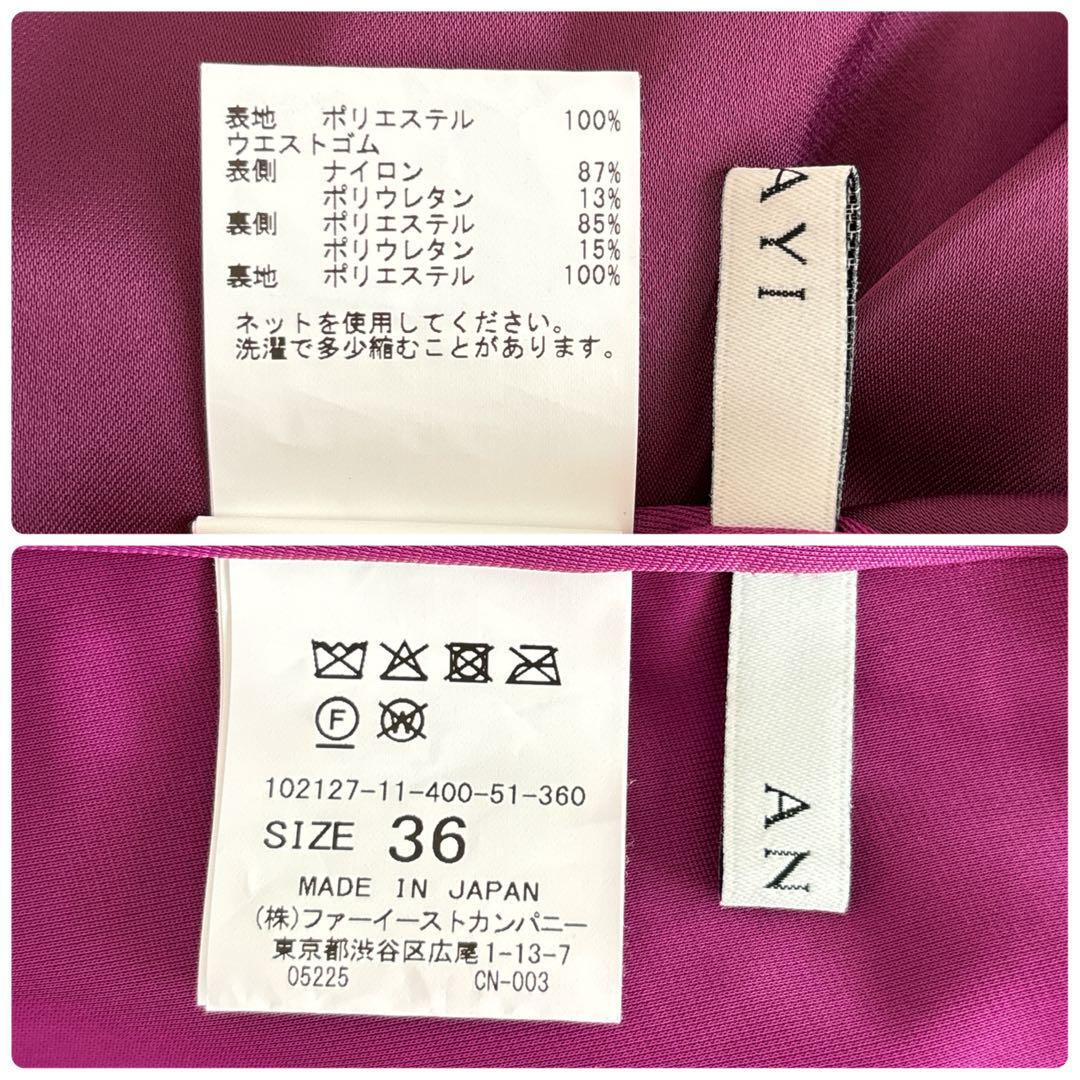 表地 ポリエステル 100%
ウエストゴム
表側 ナイロン 87%
ポリウレタン 13%
裏側 ポリエステル 85%
ポリウレタン 15%
裏地 ポリエステル 100%
ネットを使用してください。
洗濯で多少縮むことがあります。
AYI
F
W
102127-11-400-51-360
SIZE 36
MADE IN JAPAN
(株)ファーイーストカンパニー
東京都渋谷区広尾1-13-7
05225 CN-003
AN